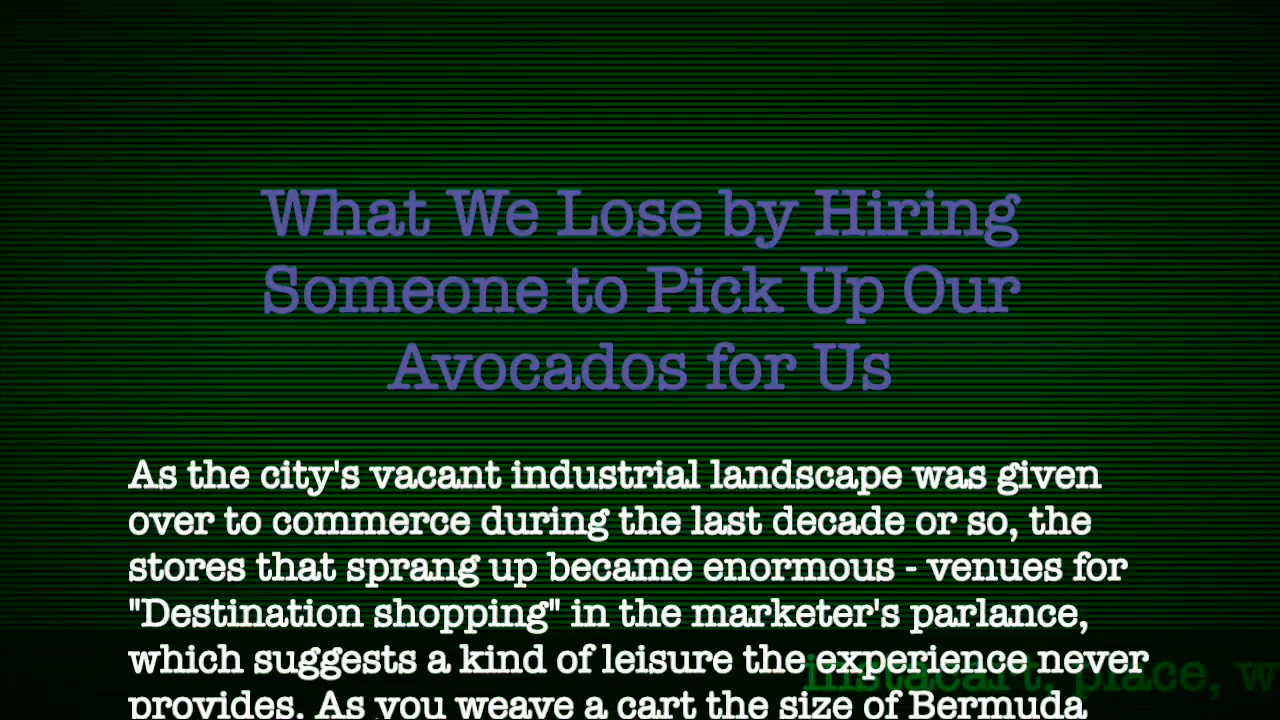 What We Lose by Hiring
Someone to Pick Up Our
Avocados for Us
As the city's vacant industrial landscape was given
over to commerce during the last decade or so, the
stores that sprang up became enormous - venues for
"Destination shopping" in the marketer's parlance,
which suggests a kind of leisure the experience never
instacart, place, w
provides. As you weave a cart the size of Bermuda